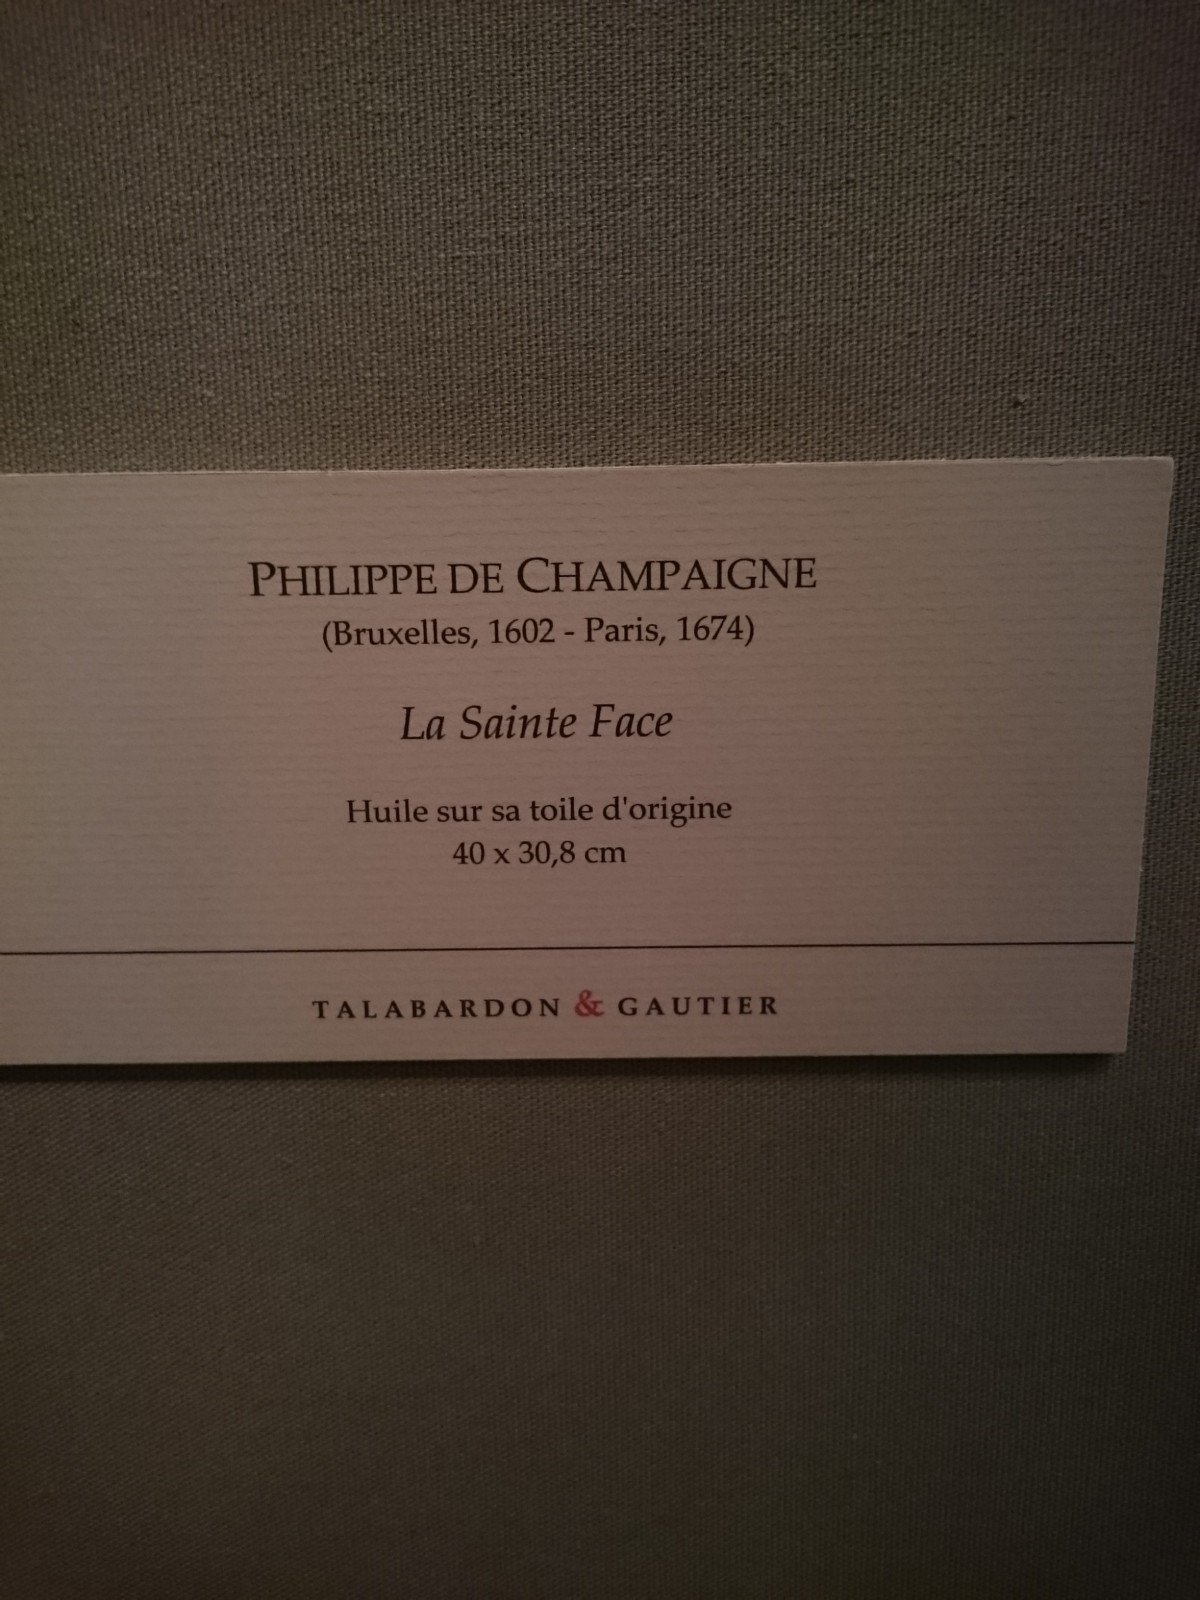 PHILIPPE DE CHAMPAIGNE
(Bruxelles, 1602 - Paris, 1674)
La Sainte Face
Huile sur sa toile d'origine
40 x 30,8 cm
TALABARDON & GAUTIER